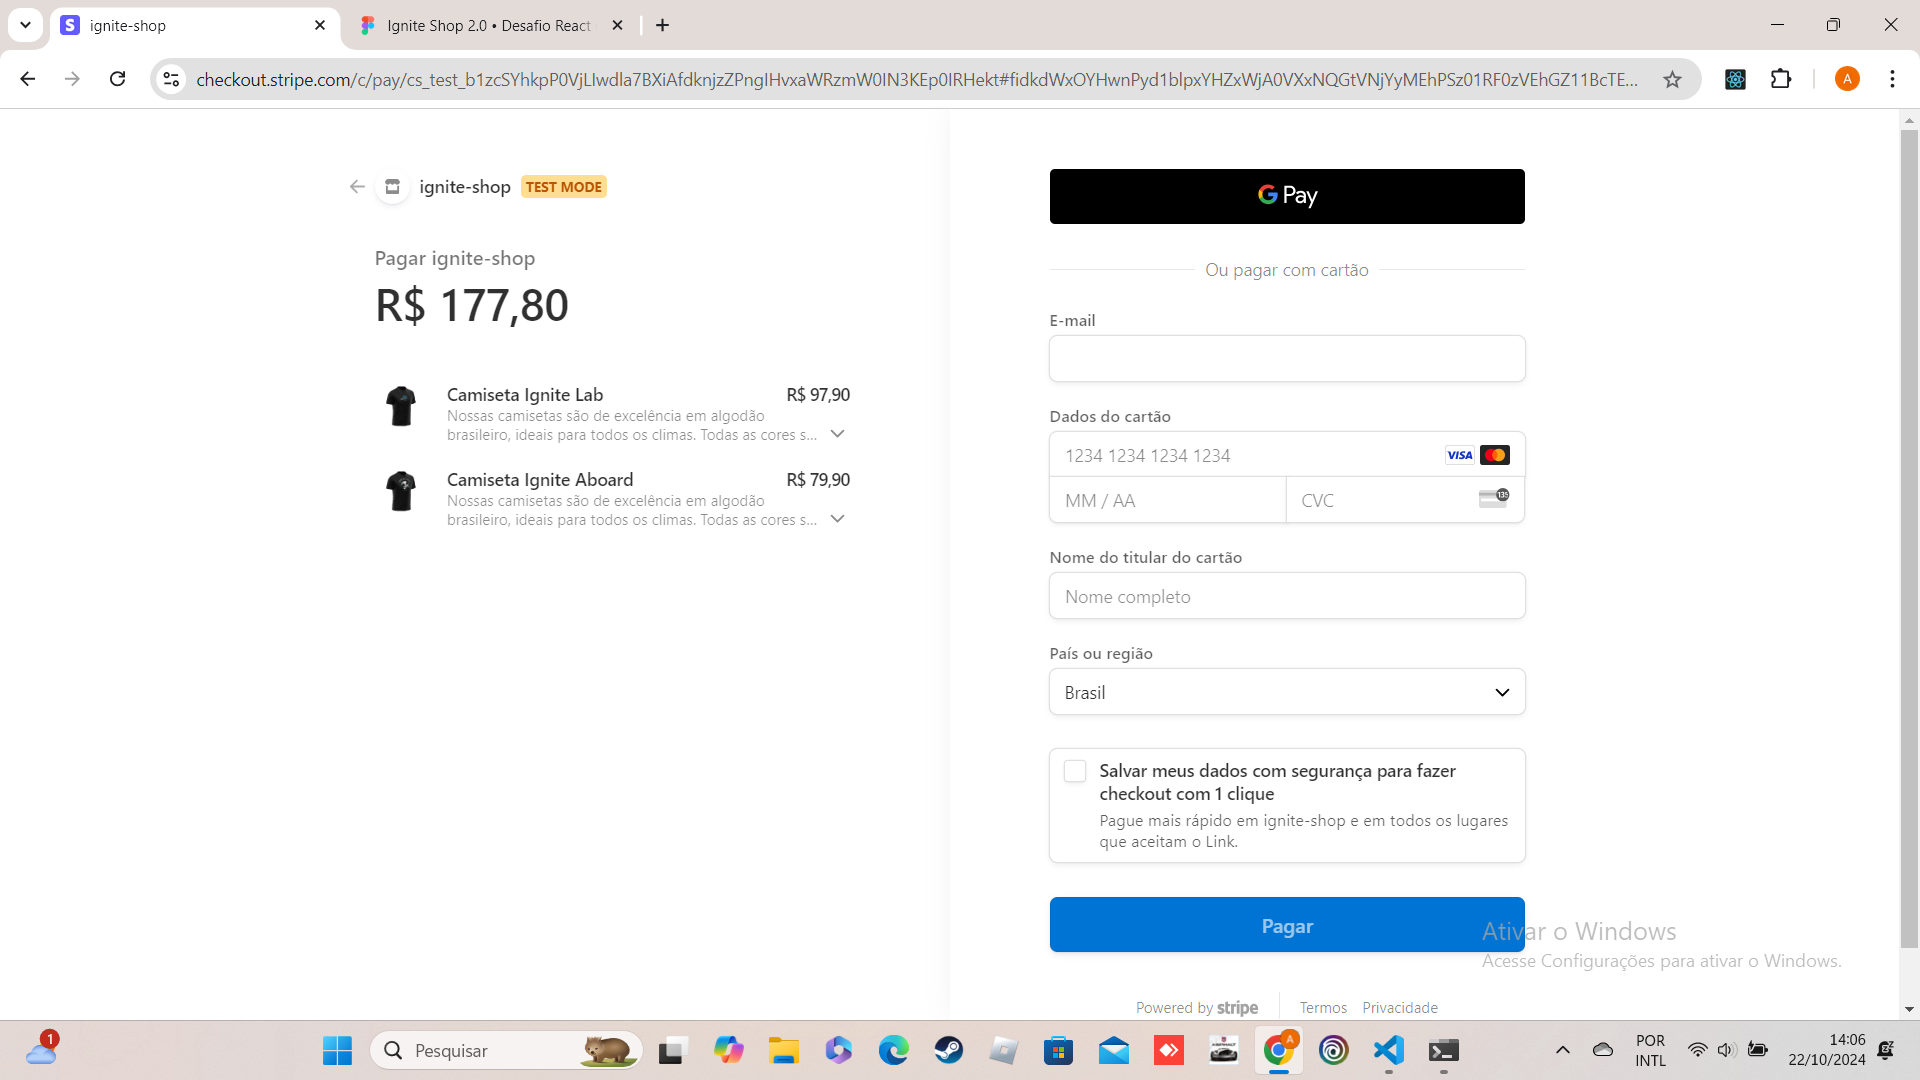 ignite-shop
Ignite Shop 2.0 • Desafio React
checkout.stripe.com/c/pay/
A
ignite-shop TEST MODE
Pagar ignite-shop
R$ 177,80
Camiseta Ignite Lab R$ 97,90
Nossas camisetas são de excelência em algodão
brasileiro, ideais para todos os climas. Todas as cores s...
Camiseta Ignite Aboard R$ 79,90
Nossas camisetas são de excelência em algodão
brasileiro, ideais para todos os climas. Todas as cores s...
G Pay
Ou pagar com cartão
E-mail
Dados do cartão
1234 1234 1234 1234 VISA
MM / AA CVC 135
Nome do titular do cartão
Nome completo
País ou região
Brasil
Salvar meus dados com segurança para fazer
checkout com 1 clique
Pague mais rápido em ignite-shop e em todos os lugares
que aceitam o Link.
Pagar
Ativar o Windows
Acesse Configurações para ativar o Windows.
Powered by stripe Termos Privacidade
1
Pesquisar
A
POR
INTL
14:06
22/10/2024